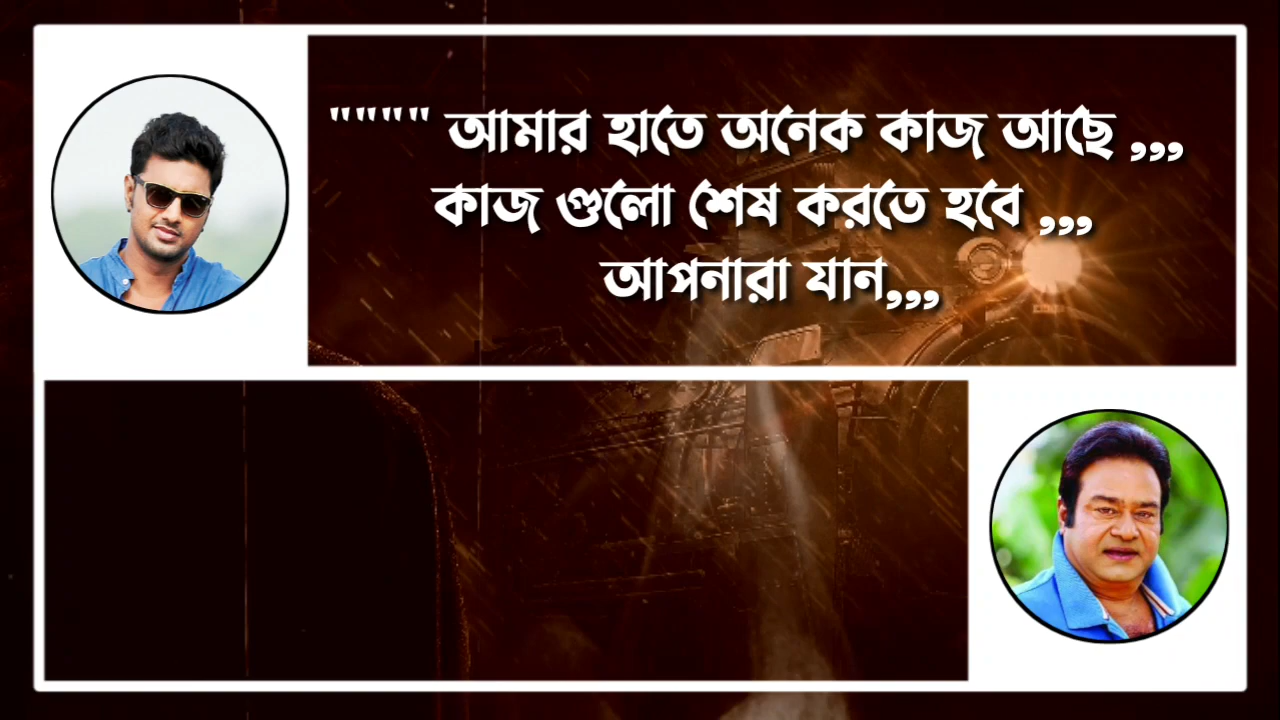 """" আমার হাতে অনেক কাজ আছে ,,,
কাজ গুলো শেষ করতে হবে ,,,
আপনারা যান,,,